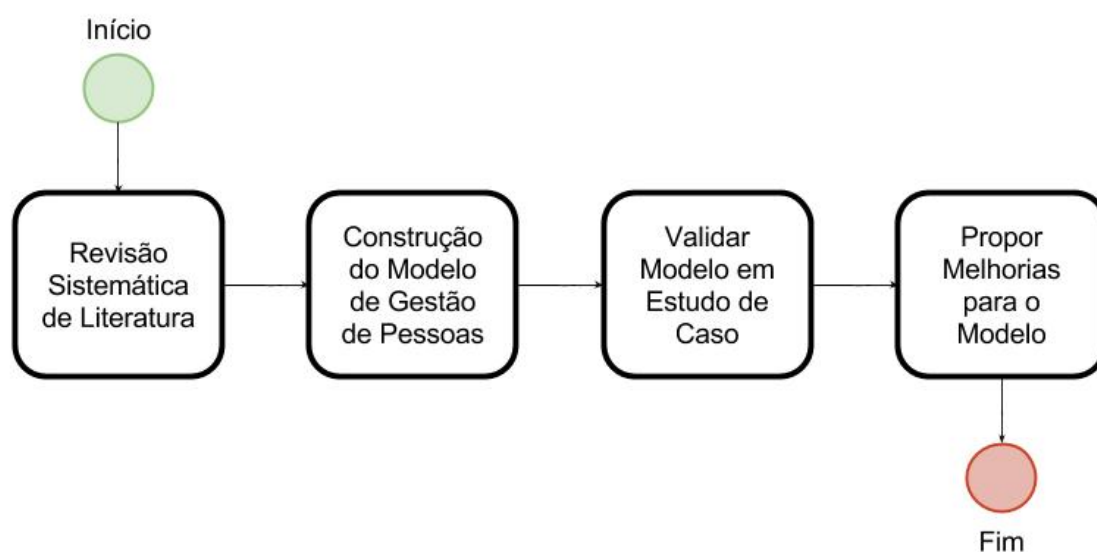 Início
Revisão
Sistemática
de Literatura
Construção
do Modelo
de Gestão
de Pessoas
Validar
Modelo em
Estudo de
Caso
Propor
Melhorias
para o
Modelo
Fim